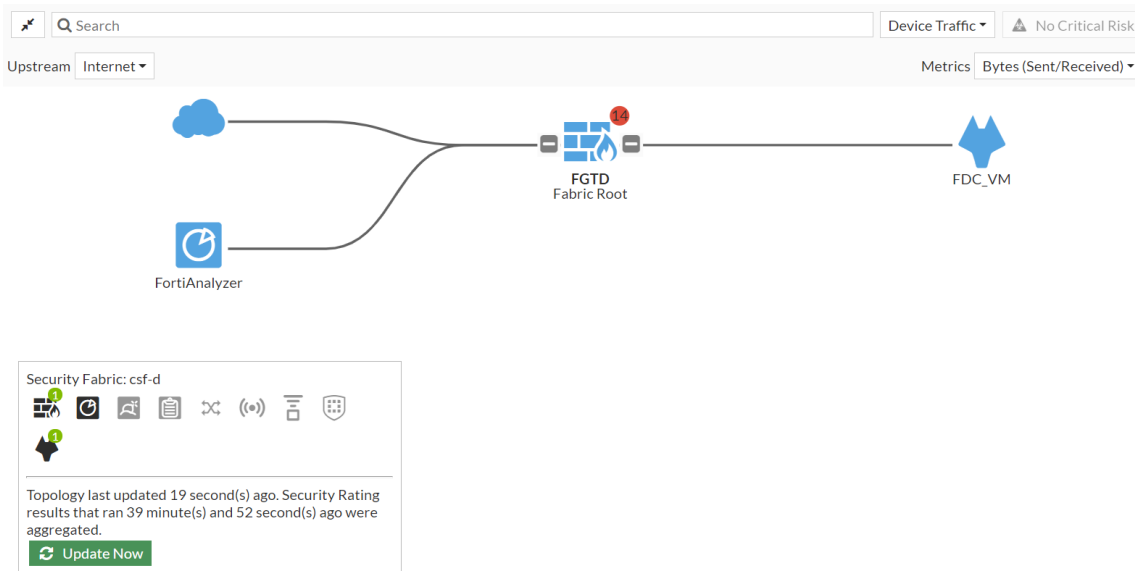 Search
Device Traffic
No Critical Risk
Upstream
Internet
Metrics
Bytes (Sent/Received)
14
FGTD
Fabric Root
FDC_VM
FortiAnalyzer
Security Fabric: csf-d
1
1
Topology last updated 19 second(s) ago. Security Rating
results that ran 39 minute(s) and 52 second(s) ago were
aggregated.
Update Now